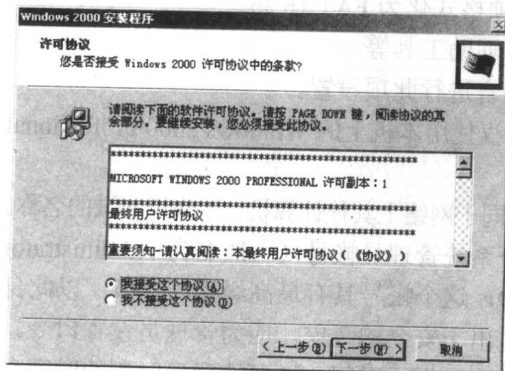 Windows 2000 安装程序
许可协议
您是否接受 Windows 2000 许可协议中的条款?
请阅读下面的软件许可协议。请按 PAGE DOWN 键，阅读协议的其
余部分。要继续安装，您必须接受此协议。
****************************************************
MICROSOFT WINDOWS 2000 PROFESSIONAL 许可副本：1
****************************************************
最终用户许可协议
****************************************************
重要须知-请认真阅读：本最终用户许可协议(《协议》)
我接受这个协议(A)
我不接受这个协议(D)
< 上一步(B) 下一步(N) > 取消